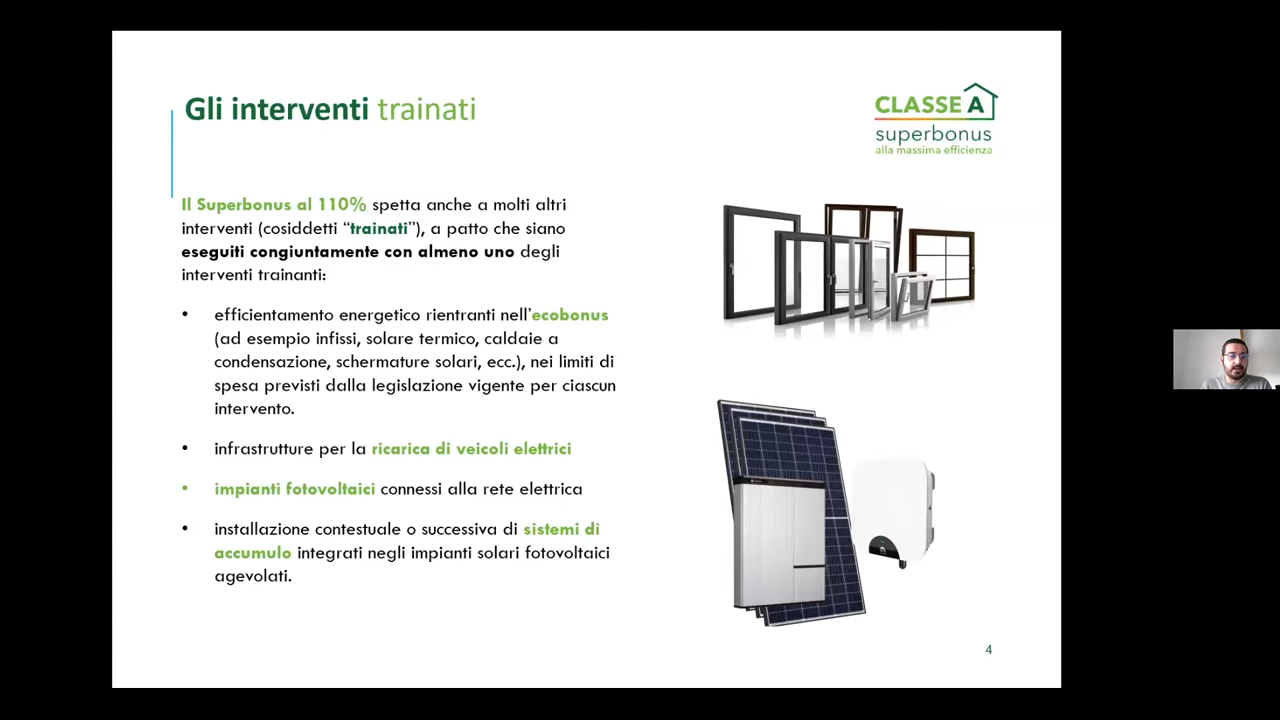 Gli interventi trainati
CLASSE A
superbonus
alla massima efficienza
Il Superbonus al 110% spetta anche a molti altri
interventi (cosiddetti “trainati”), a patto che siano
eseguiti congiuntamente con almeno uno degli
interventi trainanti:
• efficientamento energetico rientranti nell’ecobonus
(ad esempio infissi, solare termico, caldaie a
condensazione, schermature solari, ecc.), nei limiti di
spesa previsti dalla legislazione vigente per ciascun
intervento.
• infrastrutture per la ricarica di veicoli elettrici
• impianti fotovoltaici connessi alla rete elettrica
• installazione contestuale o successiva di sistemi di
accumulo integrati negli impianti solari fotovoltaici
agevolati.
4